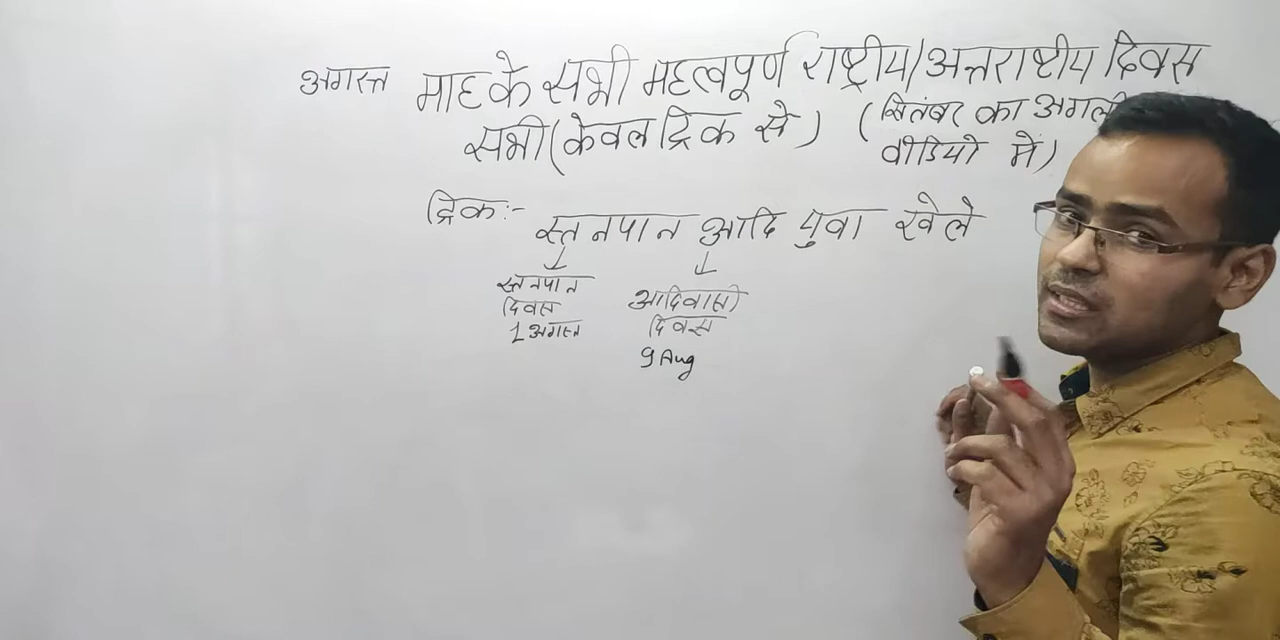 अगस्त माह के सभी महत्वपूर्ण राष्ट्रीय/अन्तराष्ट्रीय दिवस
सभी (केवल ट्रिक से) (सितंबर का अगली
वीडियो में)
ट्रिक:- स्तनपान आदि युवा खेले
स्तनपान
दिवस
1 अगस्त
आदिवासी
दिवस
9 Aug